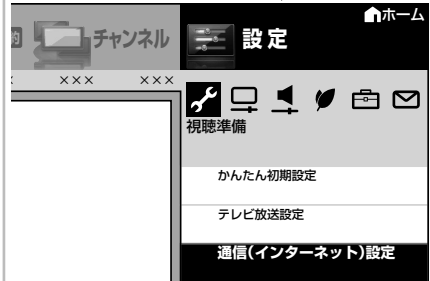 ホーム
チャンネル
設定
××× ×××
視聴準備
かんたん初期設定
テレビ放送設定
通信(インターネット)設定